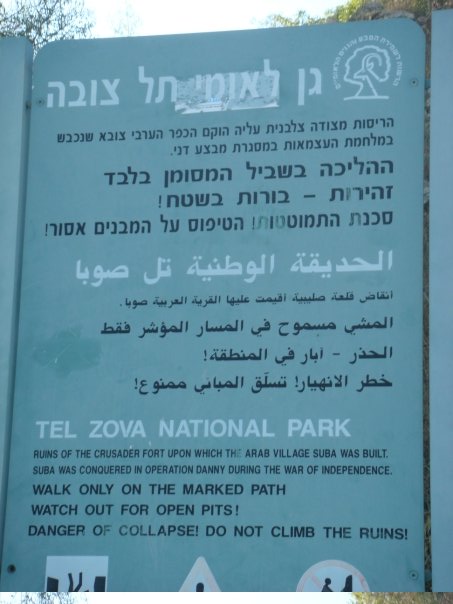 גן לאומי תל צובה
הריסות מצודה צלבנית עליה הוקם הכפר הערבי צובא שנכבש
במלחמת העצמאות במסגרת מבצע דני.
ההליכה בשביל המסומן בלבד
זהירות – בורות בשטח!
סכנת התמוטטות! הטיפוס על המבנים אסור!
الحديقة الوطنية تل صوبا
أنقاض قلعة صليبية أقيمت عليها القرية العربية صوبا.
المشي مسموح في المسار المؤشر فقط
الحذر - آبار في المنطقة!
خطر الانهيار! تسلّق المباني ممنوع!
TEL ZOVA NATIONAL PARK
RUINS OF THE CRUSADER FORT UPON WHICH THE ARAB VILLAGE SUBA WAS BUILT.
SUBA WAS CONQUERED IN OPERATION DANNY DURING THE WAR OF INDEPENDENCE.
WALK ONLY ON THE MARKED PATH
WATCH OUT FOR OPEN PITS!
DANGER OF COLLAPSE! DO NOT CLIMB THE RUINS!